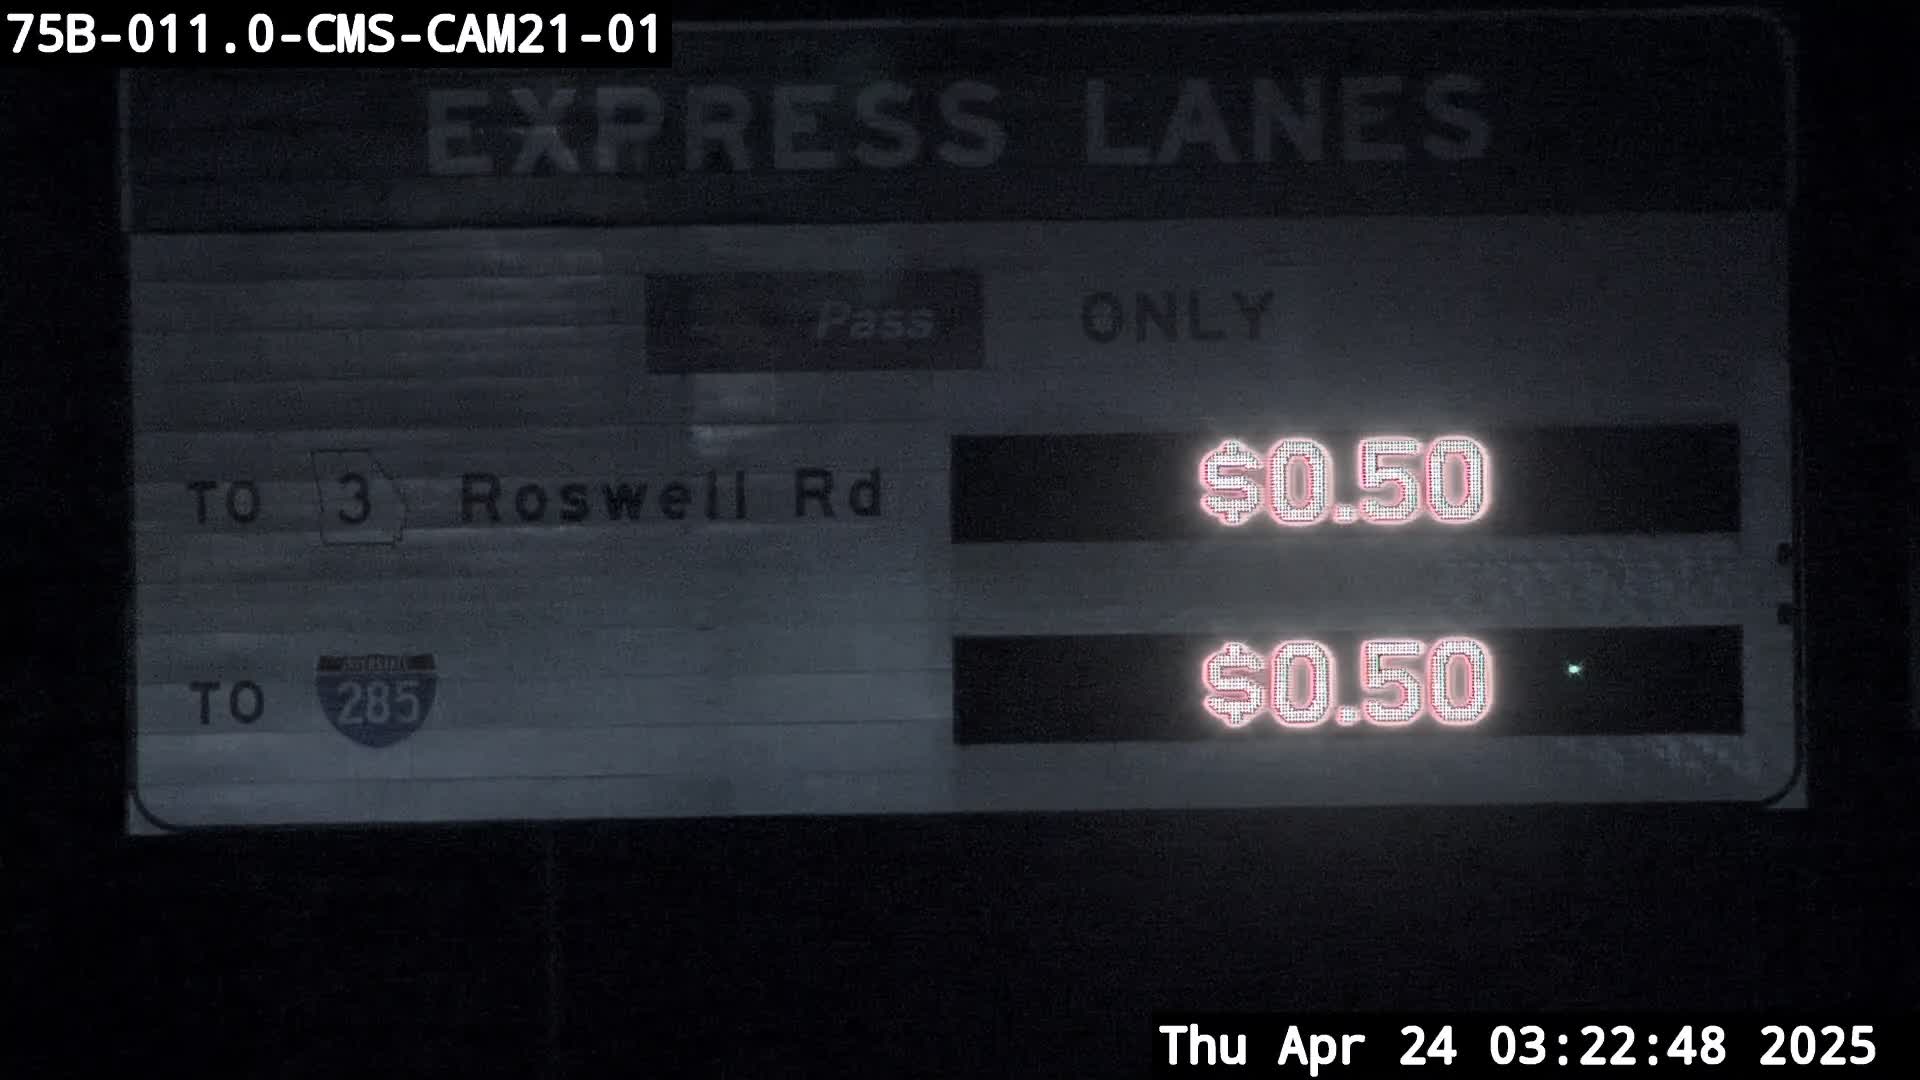 75B-011.0-CMS-CAM21-01
EXPRESS LANES
Pass ONLY
TO 3 Roswell Rd $0.50
TO INTERSTATE 285 $0.50
Thu Apr 24 03:22:48 2025